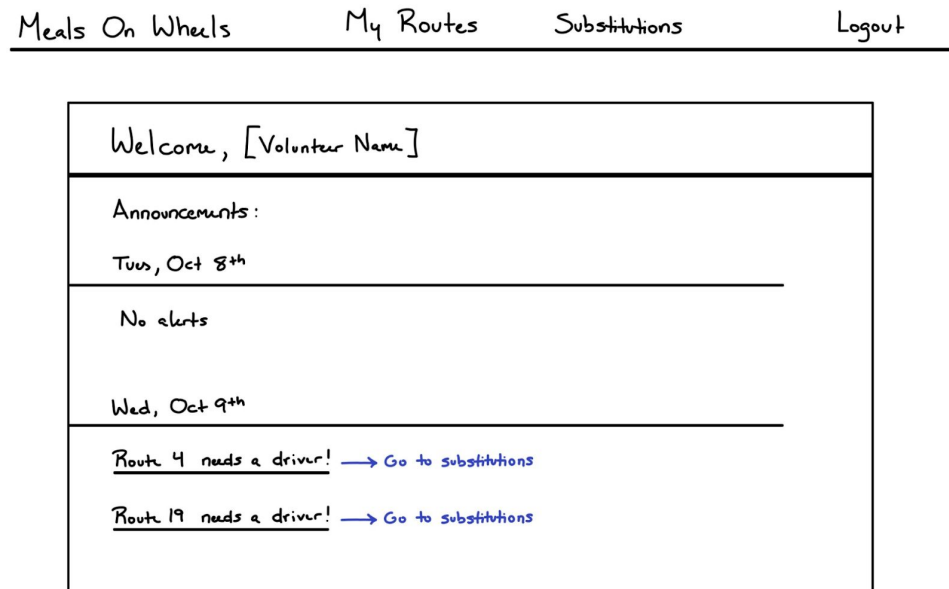 Meals On Wheels My Routes Substitutions Logout
Welcome, [Volunteer Name]
Announcements:
Tues, Oct 8th
No alerts
Wed, Oct 9th
Route 4 needs a driver! → Go to substitutions
Route 19 needs a driver! → Go to substitutions